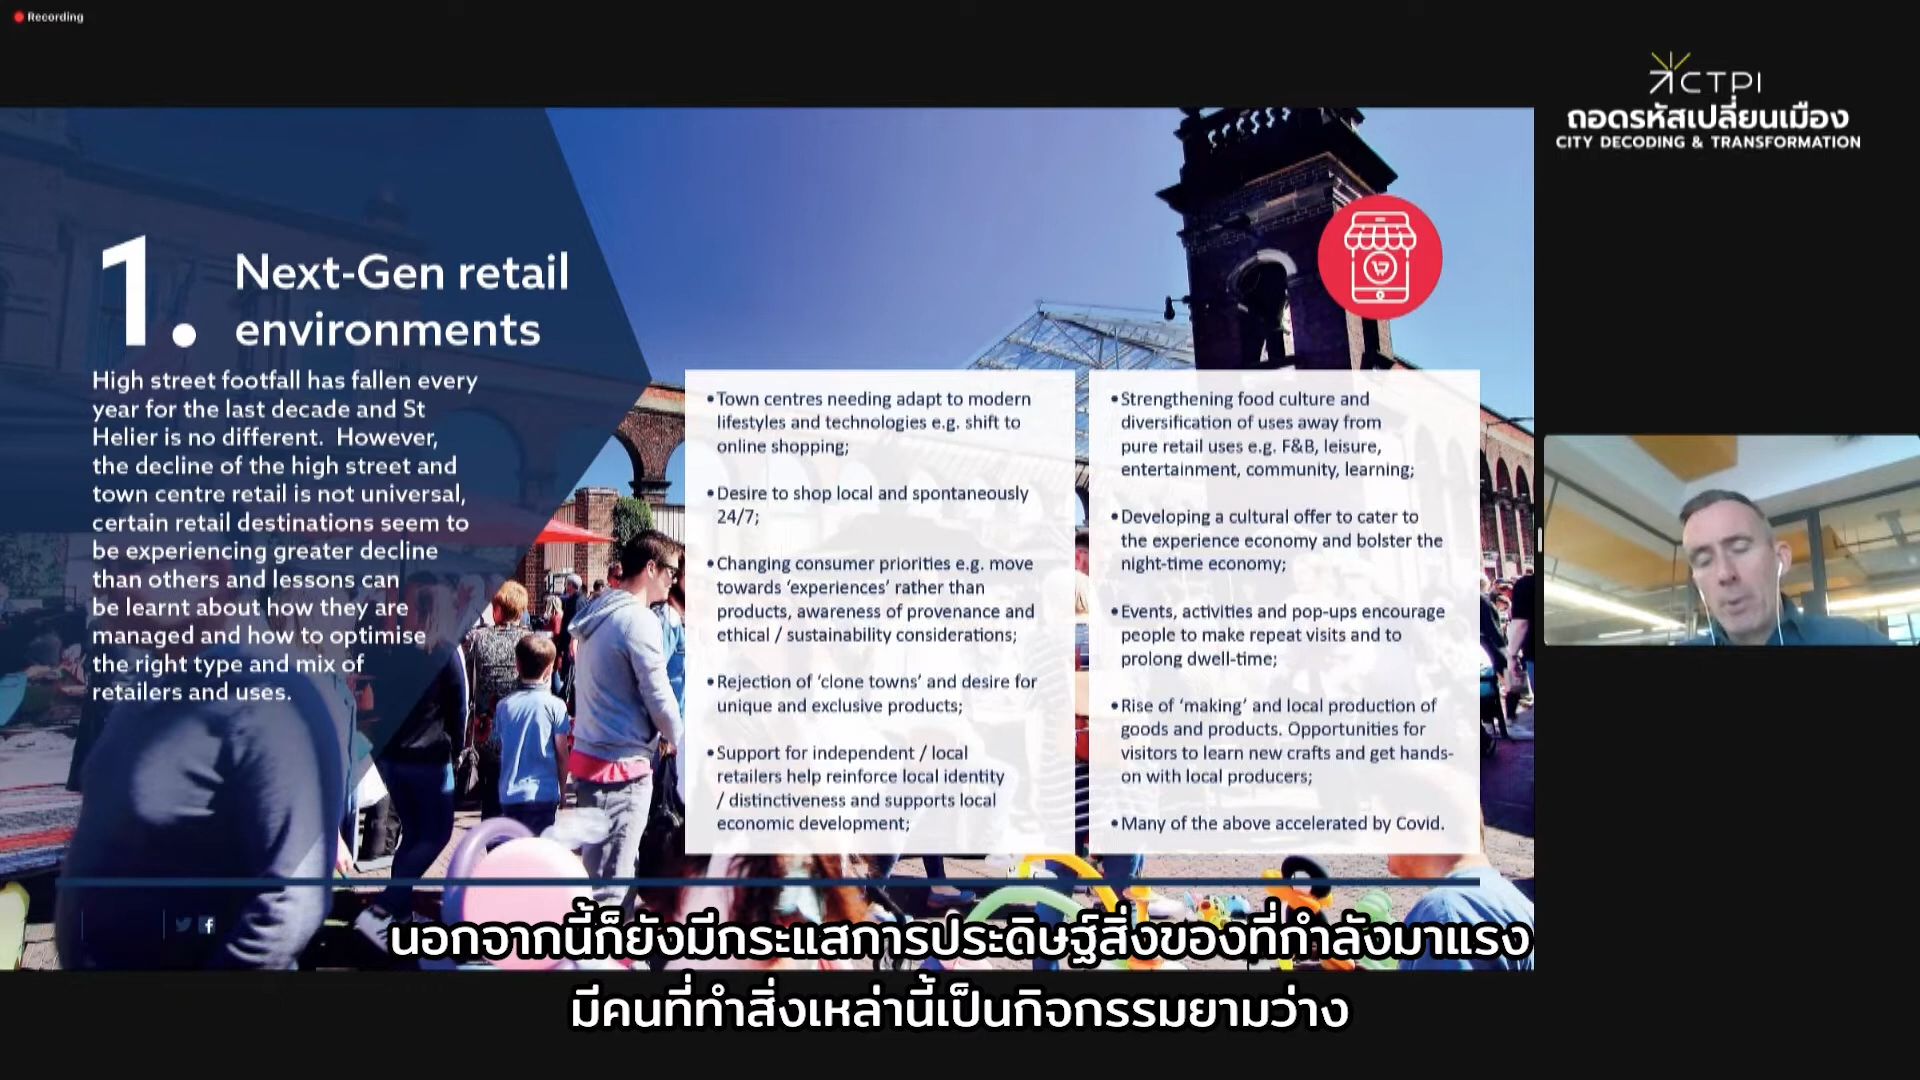 Recording
ACTPI
ถอดรหัสเปลี่ยนเมือง
CITY DECODING & TRANSFORMATION
1.
Next-Gen retail
environments
High street footfall has fallen every
year for the last decade and St
Helier is no different. However,
the decline of the high street and
town centre retail is not universal,
certain retail destinations seem to
be experiencing greater decline
than others and lessons can
be learnt about how they are
managed and how to optimise
the right type and mix of
retailers and uses.
•Town centres needing adapt to modern
lifestyles and technologies e.g. shift to
online shopping;
•Desire to shop local and spontaneously
24/7;
•Changing consumer priorities e.g. move
towards ‘experiences’ rather than
products, awareness of provenance and
ethical / sustainability considerations;
•Rejection of ‘clone towns’ and desire for
unique and exclusive products;
•Support for independent / local
retailers help reinforce local identity
/ distinctiveness and supports local
economic development;
•Strengthening food culture and
diversification of uses away from
pure retail uses e.g. F&B, leisure,
entertainment, community, learning;
•Developing a cultural offer to cater to
the experience economy and bolster the
night-time economy;
•Events, activities and pop-ups encourage
people to make repeat visits and to
prolong dwell-time;
•Rise of ‘making’ and local production of
goods and products. Opportunities for
visitors to learn new crafts and get hands-
on with local producers;
•Many of the above accelerated by Covid.
นอกจากนี้ก็ยังมีกระแสการประดิษฐ์สิ่งของที่กำลังมาแรง
มีคนที่ทำสิ่งเหล่านี้เป็นกิจกรรมยามว่าง